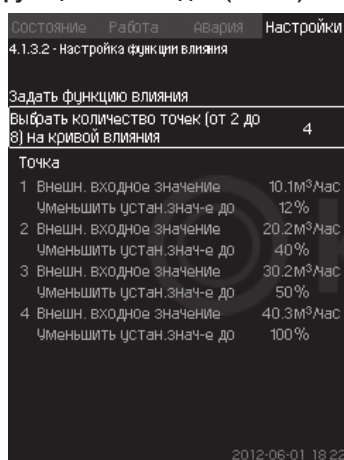 Состояние Работа Авария Настройки
4.1.3.2 - Настройка функции влияния
Задать функцию влияния
Выбрать количество точек (от 2 до
8) на кривой влияния 4
Точка
1 Внешн. входное значение 10.1м³/час
Уменьшить устан.знач-е до 12%
2 Внешн. входное значение 20.2м³/час
Уменьшить устан.знач-е до 40%
3 Внешн. входное значение 30.2м³/час
Уменьшить устан.знач-е до 50%
4 Внешн. входное значение 40.3м³/час
Уменьшить устан.знач-е до 100%
2012-06-01 18:22